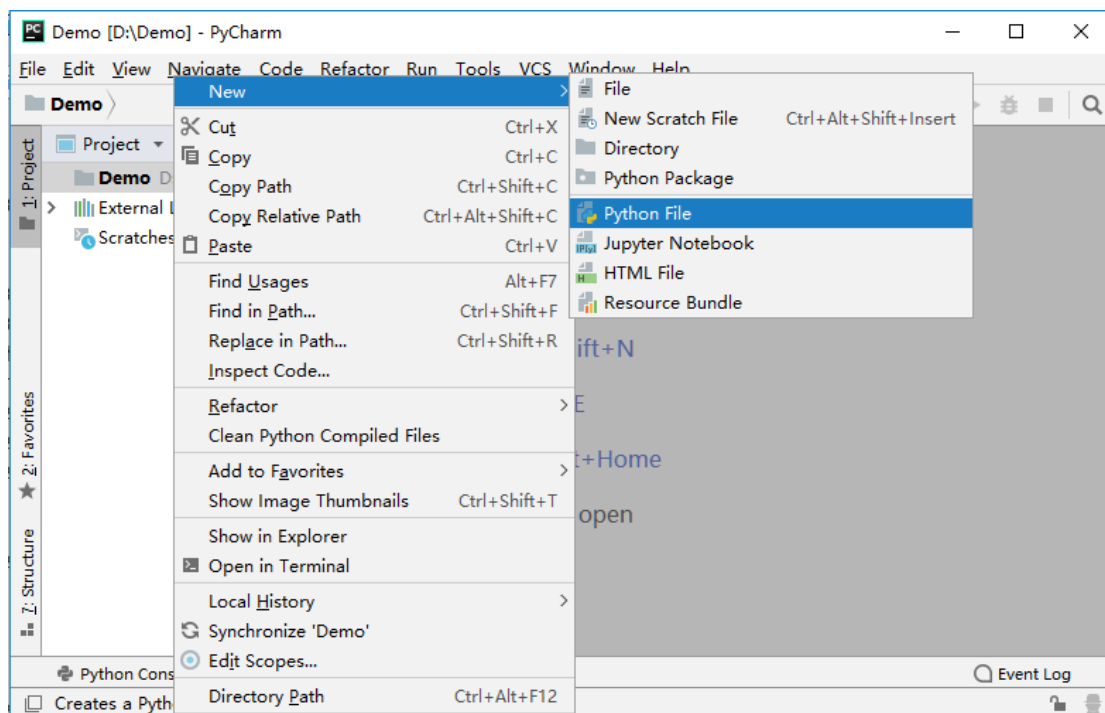 PC Demo [D:\Demo] - PyCharm
File Edit View Navigate Code Refactor Run Tools VCS Window Help
Demo
1: Project
2: Favorites
7: Structure
Project
Demo
External
Scratches
New
Cut Ctrl+X
Copy Ctrl+C
Copy Path Ctrl+Shift+C
Copy Relative Path Ctrl+Alt+Shift+C
Paste Ctrl+V
Find Usages Alt+F7
Find in Path... Ctrl+Shift+F
Replace in Path... Ctrl+Shift+R
Inspect Code...
Refactor
Clean Python Compiled Files
Add to Favorites
Show Image Thumbnails Ctrl+Shift+T
Show in Explorer
Open in Terminal
Local History
Synchronize 'Demo'
Edit Scopes...
Directory Path Ctrl+Alt+F12
File
New Scratch File Ctrl+Alt+Shift+Insert
Directory
Python Package
Python File
Jupyter Notebook
HTML File
Resource Bundle
ift+N
E
t+Home
open
Python Cons
Event Log
Creates a Pyth